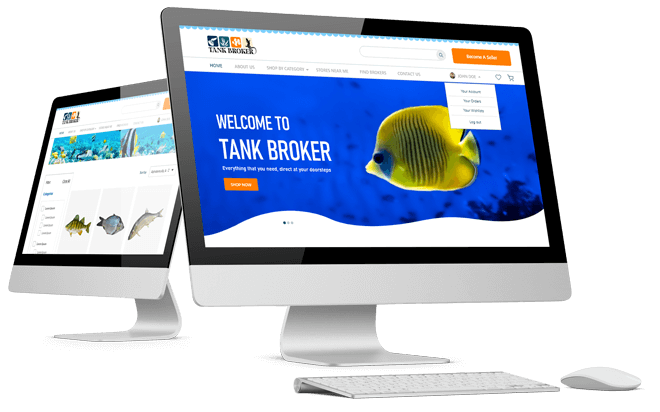 TANK BROKER
Become A Seller
HOME ABOUT US SHOP BY CATEGORY STORES NEAR ME FIND BROKERS CONTACT US JOHN DOE
Your Account
Your Orders
Your Wishlist
Log out
WELCOME TO
TANK BROKER
Everything that you need, direct at your doorsteps
SHOP NOW